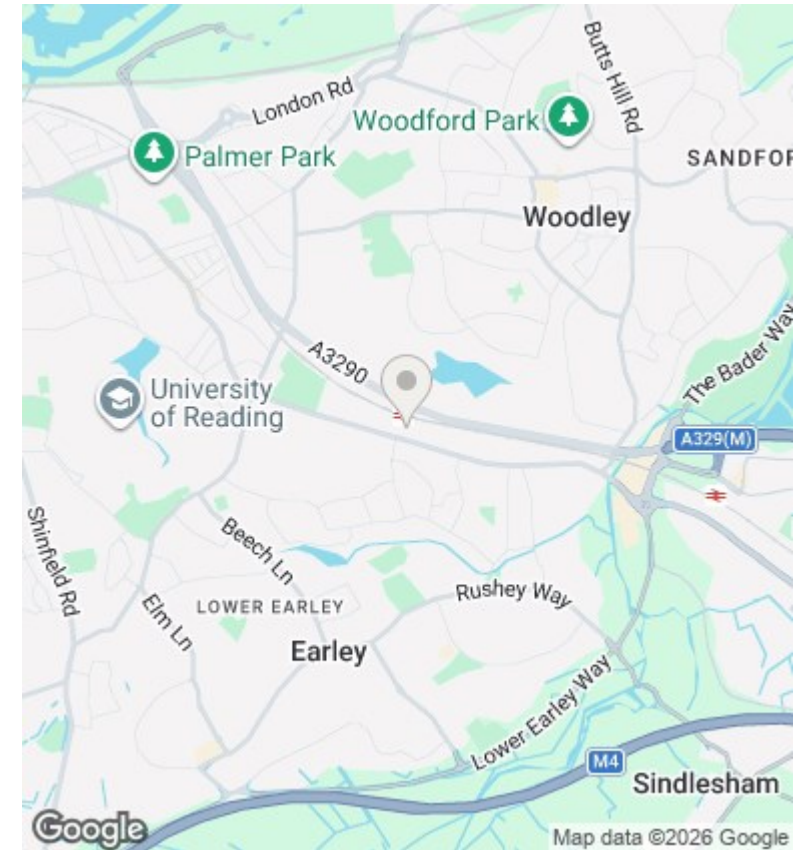 London Rd
Butts Hill Rd
Woodford Park
Palmer Park
Woodley
The Bader Way
A3290
University
of Reading
A329(M)
Shinfield Rd
Beech Ln
Elm Ln
LOWER EARLEY
Rushey Way
Earley
Lower Earley Way
M4
Sindlesham
Google
Map data ©2026 Google